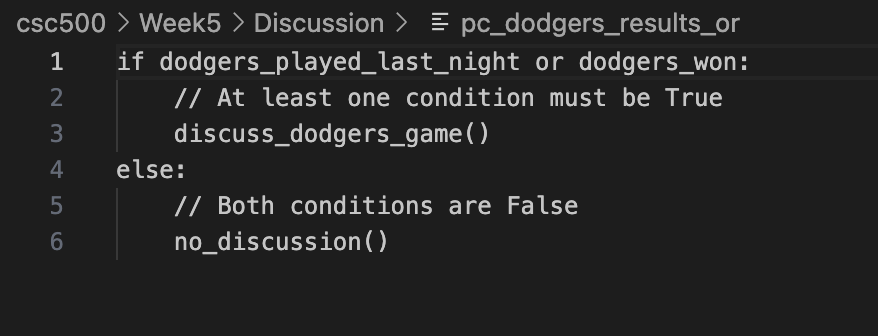 csc500 > Week5 > Discussion > pc_dodgers_results_or
1 if dodgers_played_last_night or dodgers_won:
2     // At least one condition must be True
3     discuss_dodgers_game()
4 else:
5     // Both conditions are False
6     no_discussion()